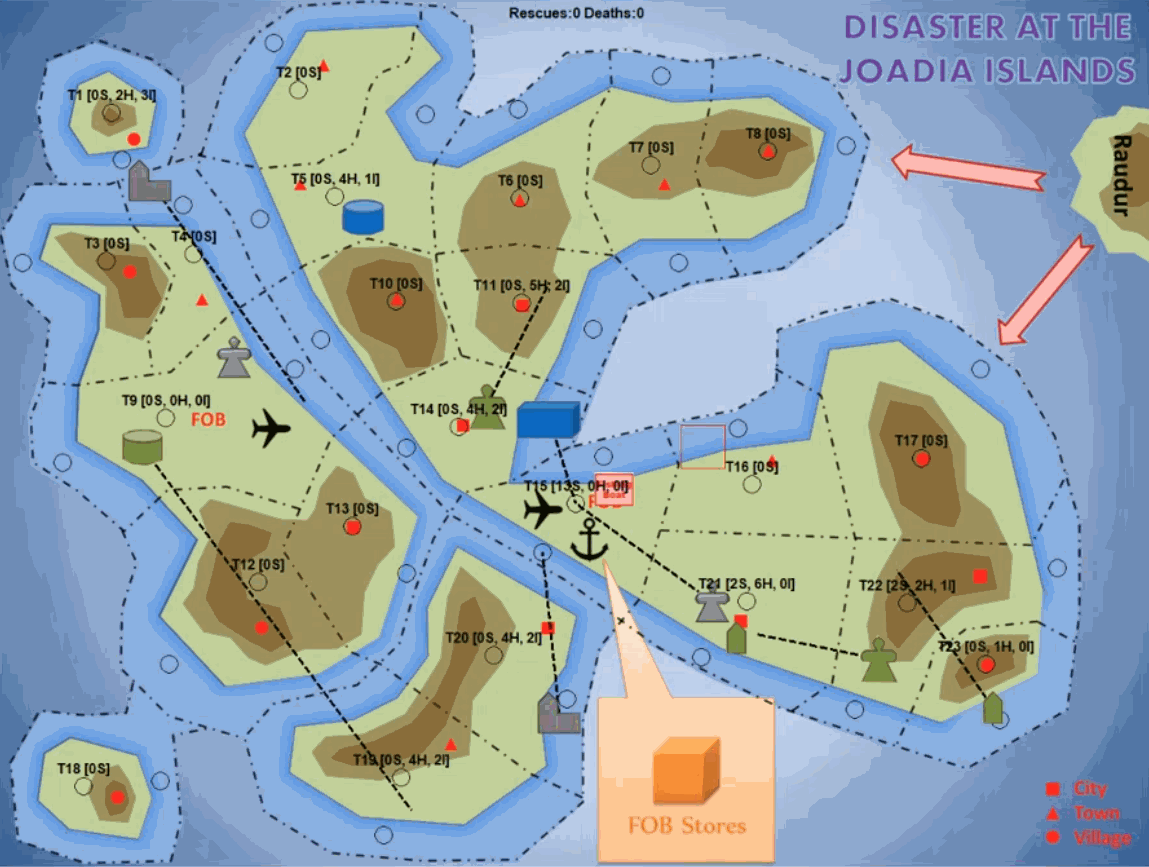 Rescues:0 Deaths:0
DISASTER AT THE
JOADIA ISLANDS
T2 [0S]
T1 [0S, 2H, 3I]
T7 [0S]
T8 [0S]
Raudur
T5 [0S, 4H, 1I]
T6 [0S]
T3 [0S]
T4 [0S]
T10 [0S]
T11 [0S, 5H, 2I]
T9 [0S, 0H, 0I]
FOB
T14 [0S, 4H, 2I]
T17 [0S]
T16 [0S]
T15 [13S, 0H, 0I]
Boat
FOB
T13 [0S]
T12 [0S]
T21 [2S, 6H, 0I]
T22 [2S, 2H, 1I]
T20 [0S, 4H, 2I]
T23 [0S, 1H, 0I]
T19 [0S, 4H, 2I]
T18 [0S]
FOB Stores
City
Town
Village